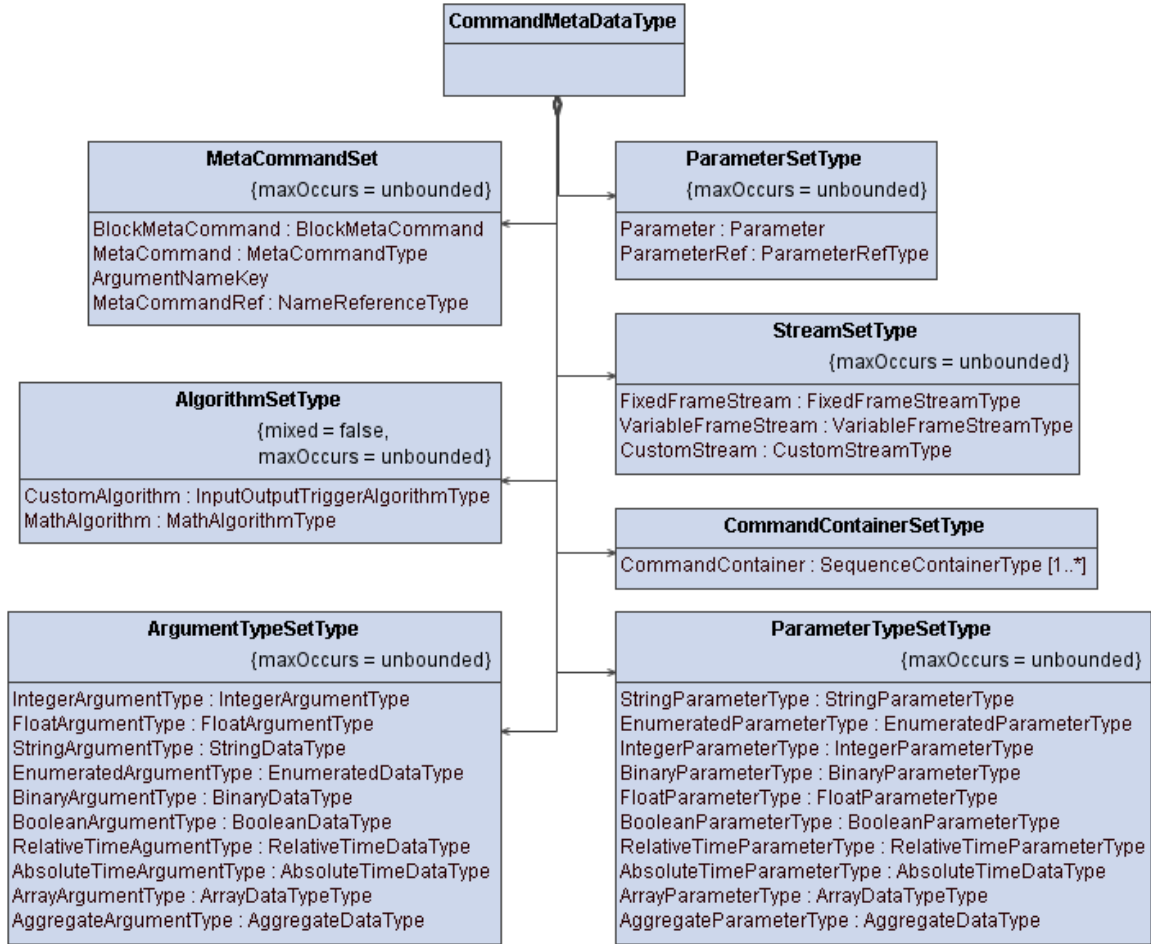 CommandMetaDataType
MetaCommandSet
{maxOccurs = unbounded}
BlockMetaCommand : BlockMetaCommand
MetaCommand : MetaCommandType
ArgumentNameKey
MetaCommandRef : NameReferenceType
ParameterSetType
{maxOccurs = unbounded}
Parameter : Parameter
ParameterRef : ParameterRefType
StreamSetType
{maxOccurs = unbounded}
FixedFrameStream : FixedFrameStreamType
VariableFrameStream : VariableFrameStreamType
CustomStream : CustomStreamType
AlgorithmSetType
{mixed = false,
maxOccurs = unbounded}
CustomAlgorithm : InputOutputTriggerAlgorithmType
MathAlgorithm : MathAlgorithmType
CommandContainerSetType
CommandContainer : SequenceContainerType [1..*]
ArgumentTypeSetType
{maxOccurs = unbounded}
IntegerArgumentType : IntegerArgumentType
FloatArgumentType : FloatArgumentType
StringArgumentType : StringDataType
EnumeratedArgumentType : EnumeratedDataType
BinaryArgumentType : BinaryDataType
BooleanArgumentType : BooleanDataType
RelativeTimeAgumentType : RelativeTimeDataType
AbsoluteTimeArgumentType : AbsoluteTimeDataType
ArrayArgumentType : ArrayDataTypeType
AggregateArgumentType : AggregateDataType
ParameterTypeSetType
{maxOccurs = unbounded}
StringParameterType : StringParameterType
EnumeratedParameterType : EnumeratedParameterType
IntegerParameterType : IntegerParameterType
BinaryParameterType : BinaryParameterType
FloatParameterType : FloatParameterType
BooleanParameterType : BooleanParameterType
RelativeTimeParameterType : RelativeTimeParameterType
AbsoluteTimeParameterType : AbsoluteTimeDataType
ArrayParameterType : ArrayDataTypeType
AggregateParameterType : AggregateDataType